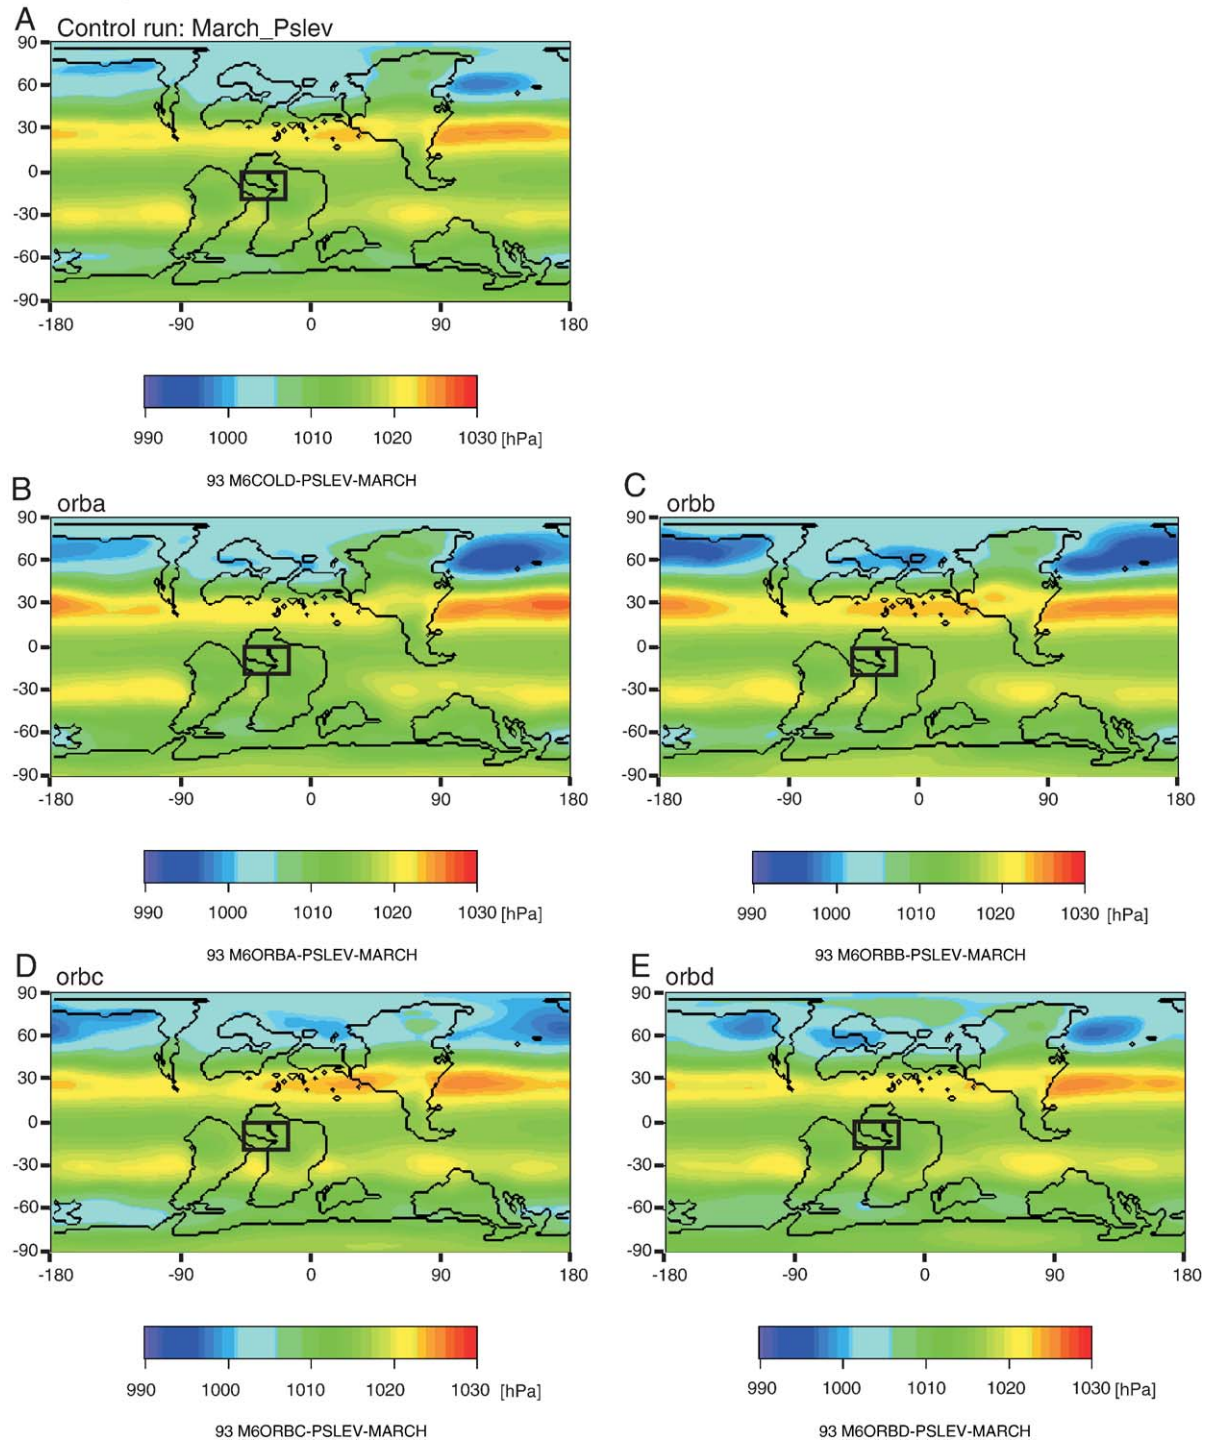 A
Control run: March_Pslev
90
60
30
0
-30
-60
-90
-180 -90 0 90 180
990 1000 1010 1020 1030 [hPa]
93 M6COLD-PSLEV-MARCH
B
orba
90
60
30
0
-30
-60
-90
-180 -90 0 90 180
990 1000 1010 1020 1030 [hPa]
93 M6ORBA-PSLEV-MARCH
C
orbb
90
60
30
0
-30
-60
-90
-180 -90 0 90 180
990 1000 1010 1020 1030 [hPa]
93 M6ORBB-PSLEV-MARCH
D
orbc
90
60
30
0
-30
-60
-90
-180 -90 0 90 180
990 1000 1010 1020 1030 [hPa]
93 M6ORBC-PSLEV-MARCH
E
orbd
90
60
30
0
-30
-60
-90
-180 -90 0 90 180
990 1000 1010 1020 1030 [hPa]
93 M6ORBD-PSLEV-MARCH